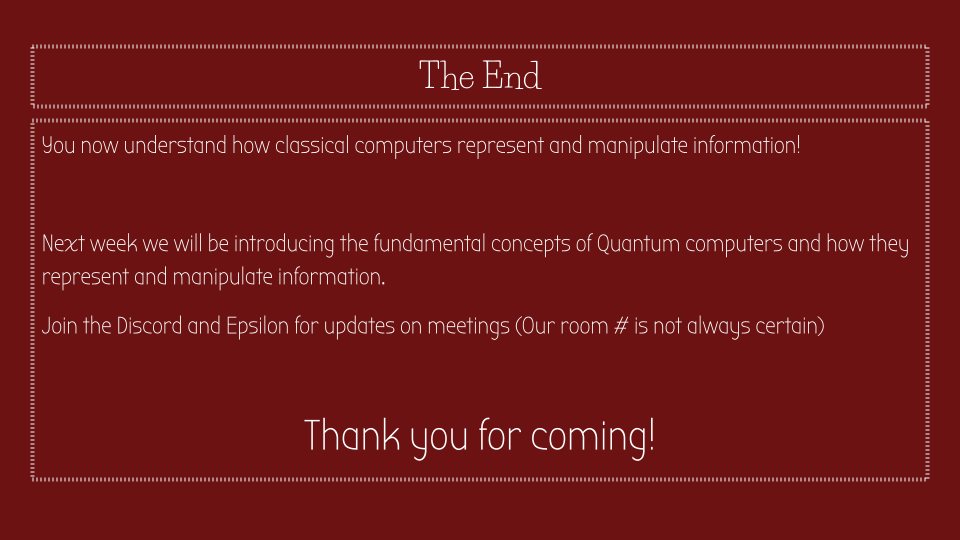 The End
You now understand how classical computers represent and manipulate information!
Next week we will be introducing the fundamental concepts of Quantum computers and how they
represent and manipulate information.
Join the Discord and Epsilon for updates on meetings (Our room # is not always certain)
Thank you for coming!